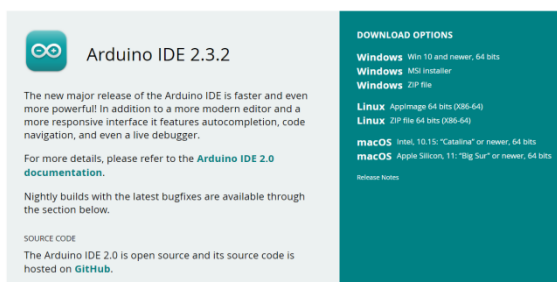 Arduino IDE 2.3.2
The new major release of the Arduino IDE is faster and even
more powerful! In addition to a more modern editor and a
more responsive interface it features autocompletion, code
navigation, and even a live debugger.
For more details, please refer to the Arduino IDE 2.0
documentation.
Nightly builds with the latest bugfixes are available through
the section below.
SOURCE CODE
The Arduino IDE 2.0 is open source and its source code is
hosted on GitHub.
DOWNLOAD OPTIONS
Windows Win 10 and newer, 64 bits
Windows MSI installer
Windows ZIP file
Linux AppImage 64 bits (X86-64)
Linux ZIP file 64 bits (X86-64)
macOS Intel, 10.15: “Catalina” or newer, 64 bits
macOS Apple Silicon, 11: “Big Sur” or newer, 64 bits
Release Notes